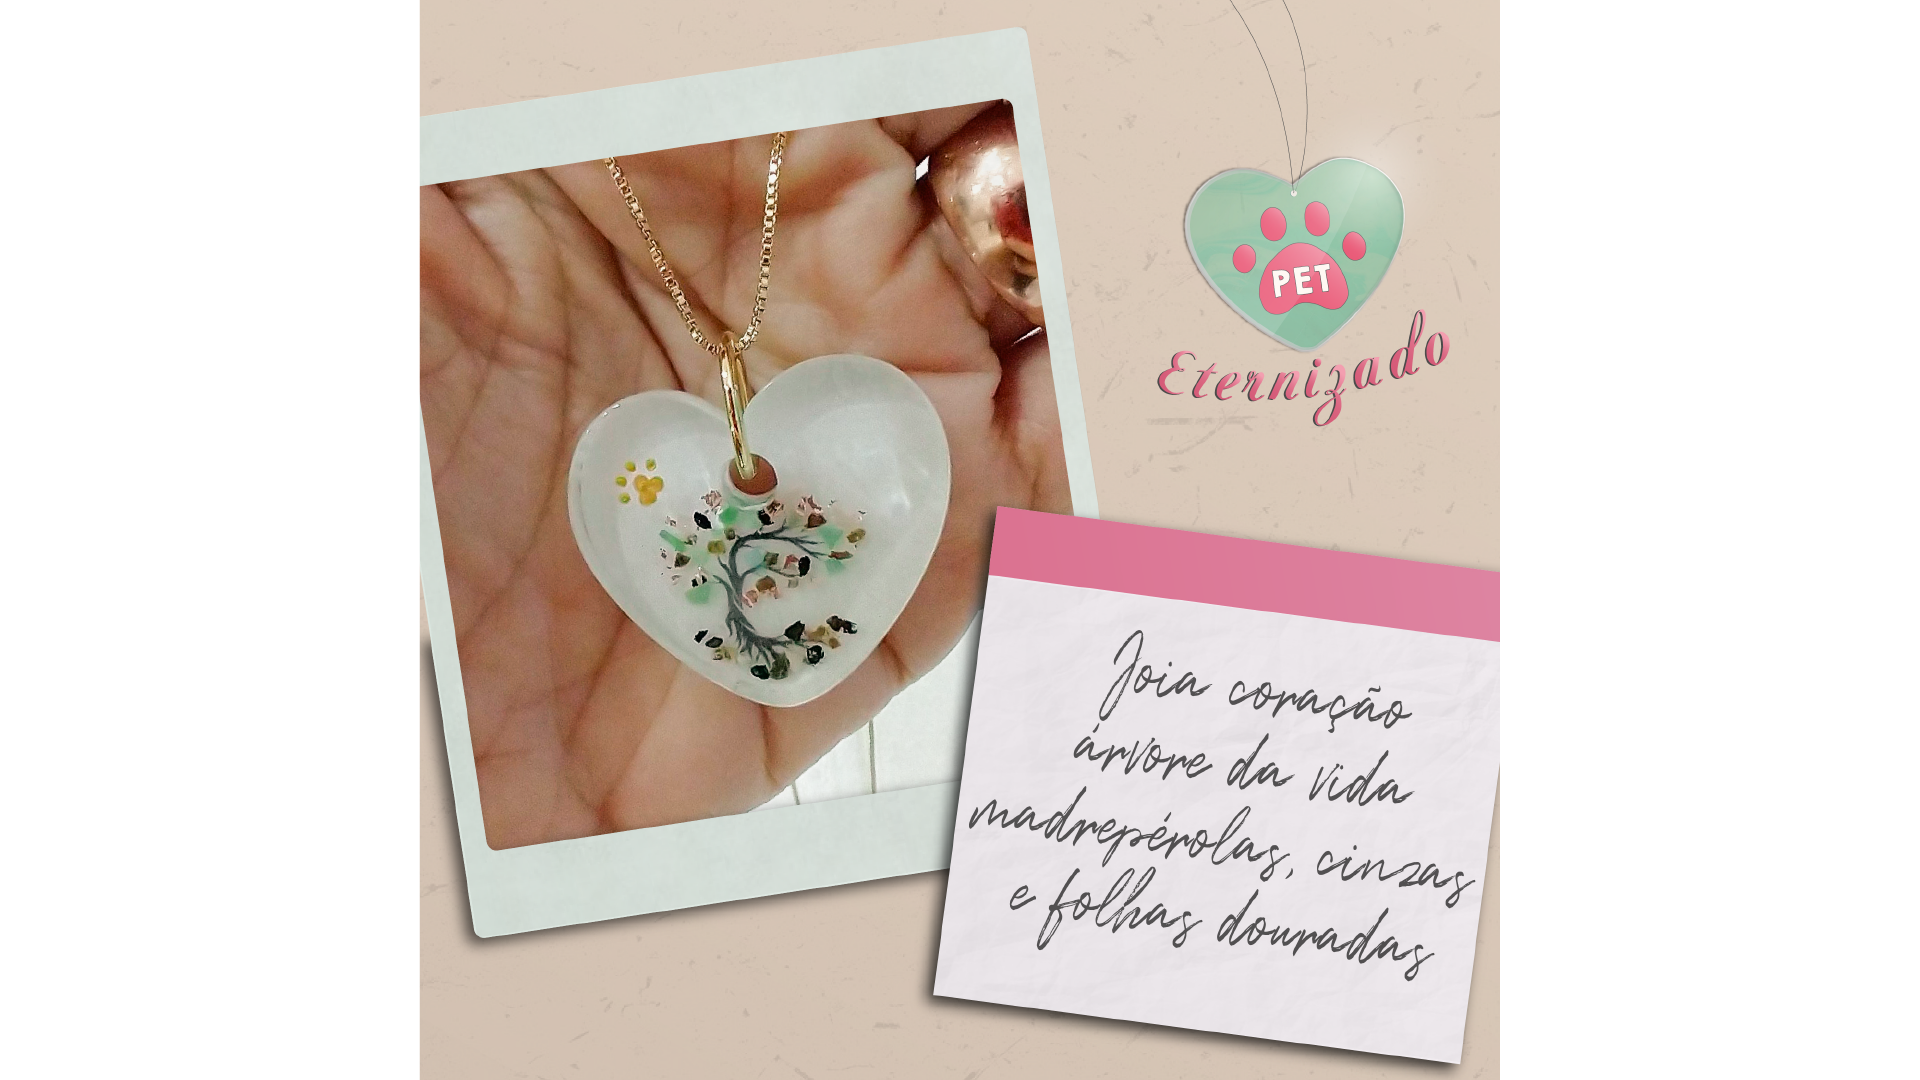 PET
Eternizado
Joia coração
árvore da vida
madrepérolas, cinzas
e folhas douradas